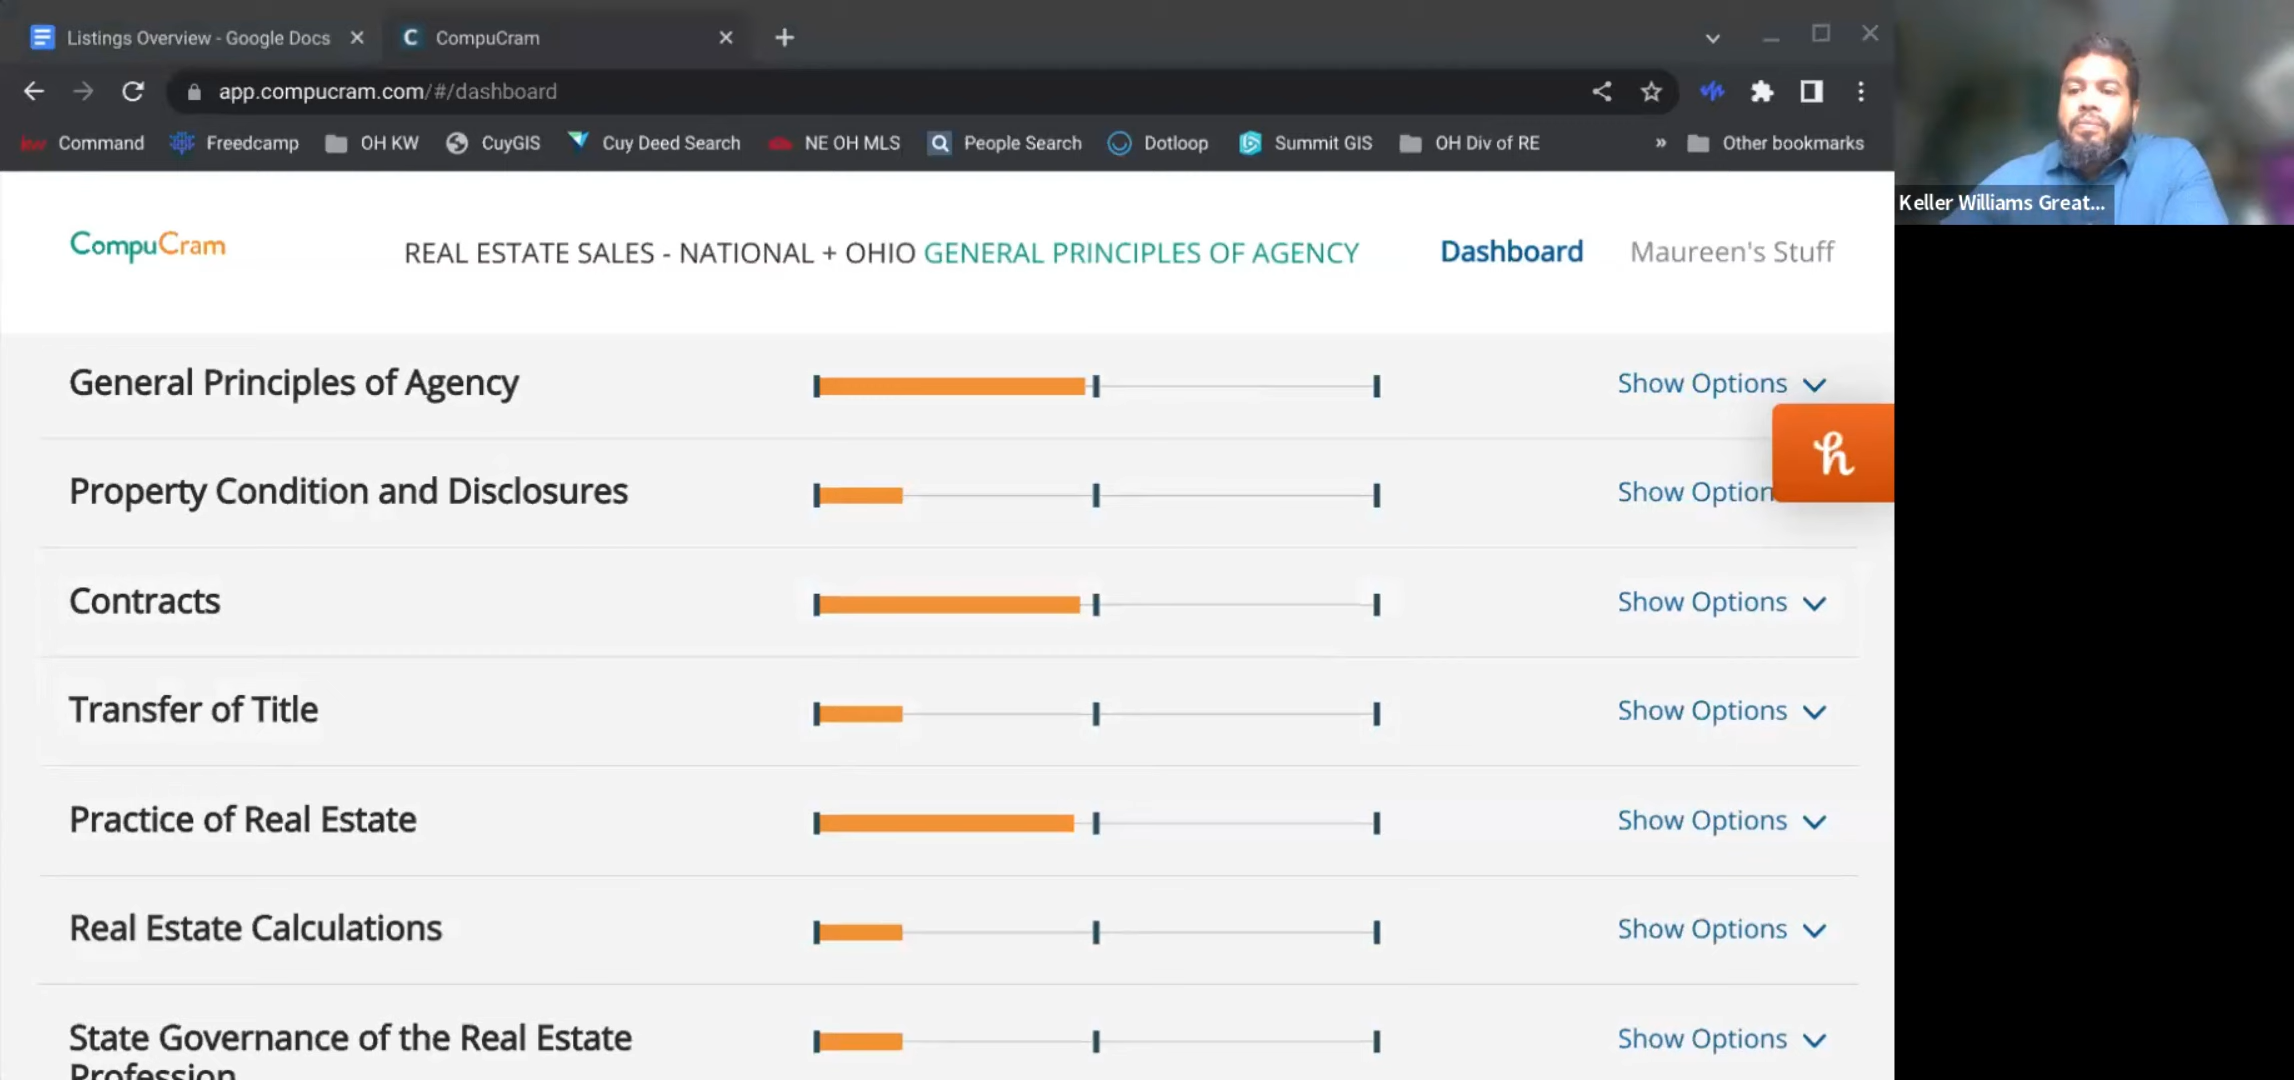 Listings Overview - Google Docs
C CompuCram
app.compucram.com/#/dashboard
kw Command Freedcamp OH KW CuyGIS Cuy Deed Search NE OH MLS People Search Dotloop Summit GIS OH Div of RE » Other bookmarks
Keller Williams Great...
CompuCram REAL ESTATE SALES - NATIONAL + OHIO GENERAL PRINCIPLES OF AGENCY Dashboard Maureen's Stuff
General Principles of Agency Show Options
h
Property Condition and Disclosures Show Option
Contracts Show Options
Transfer of Title Show Options
Practice of Real Estate Show Options
Real Estate Calculations Show Options
State Governance of the Real Estate Show Options
Profession